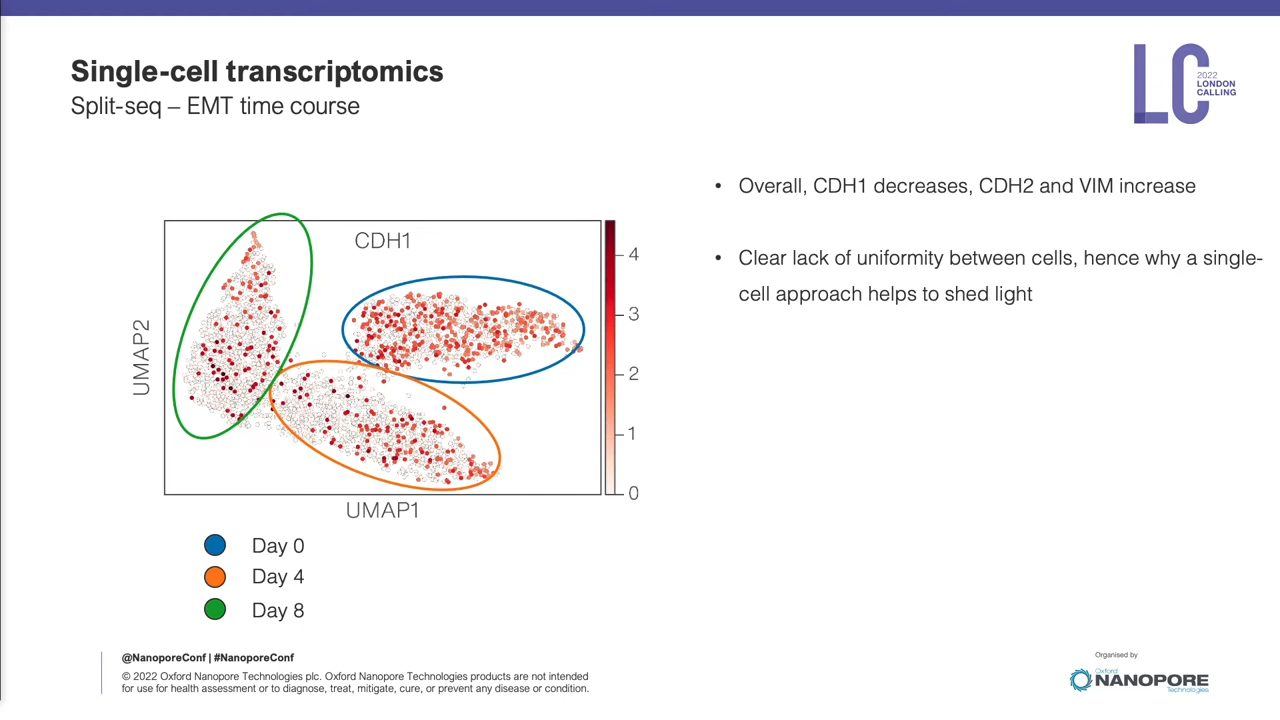 Single-cell transcriptomics
Split-seq – EMT time course
LC
2022
LONDON
CALLING
• Overall, CDH1 decreases, CDH2 and VIM increase
• Clear lack of uniformity between cells, hence why a single-
cell approach helps to shed light
CDH1
UMAP2
UMAP1
4
3
2
1
0
Day 0
Day 4
Day 8
@NanoporeConf | #NanoporeConf
© 2022 Oxford Nanopore Technologies plc. Oxford Nanopore Technologies products are not intended
for use for health assessment or to diagnose, treat, mitigate, cure, or prevent any disease or condition.
Organised by
Oxford
NANOPORE
Technologies